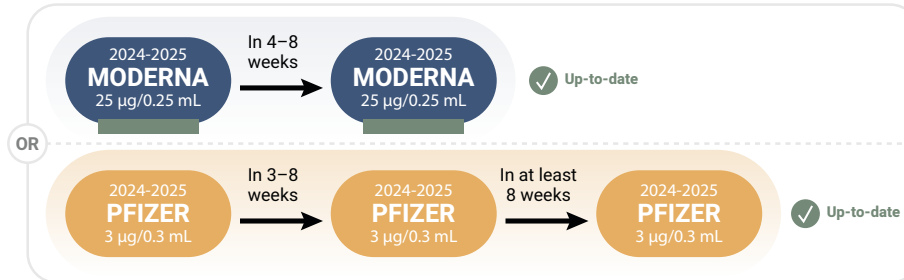 2024-2025
MODERNA
25 µg/0.25 mL
In 4–8
weeks
2024-2025
MODERNA
25 µg/0.25 mL
Up-to-date
OR
2024-2025
PFIZER
3 µg/0.3 mL
In 3–8
weeks
2024-2025
PFIZER
3 µg/0.3 mL
In at least
8 weeks
2024-2025
PFIZER
3 µg/0.3 mL
Up-to-date